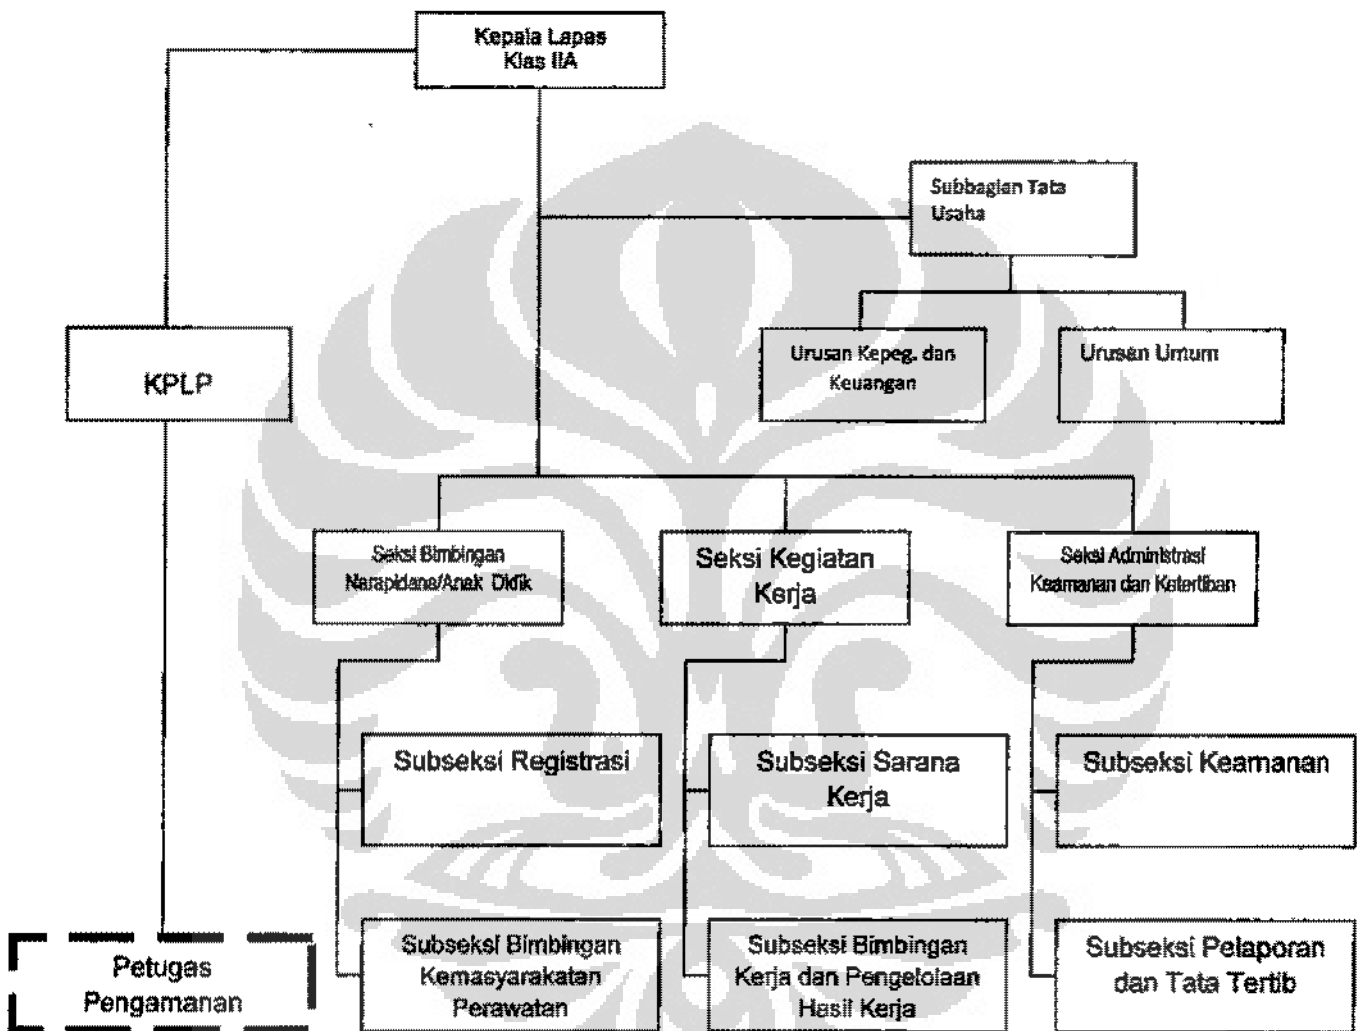 Kepala Lapas
Klas IIA
Subbagian Tata
Usaha
Urusan Kepeg. dan
Keuangan
Urusan Umum
KPLP
Seksi Bimbingan
Narapidana/Anak Didik
Seksi Kegiatan
Kerja
Seksi Administrasi
Keamanan dan Ketertiban
Subseksi Registrasi
Subseksi Sarana
Kerja
Subseksi Keamanan
Petugas
Pengamanan
Subseksi Bimbingan
Kemasyarakatan
Perawatan
Subseksi Bimbingan
Kerja dan Pengelolaan
Hasil Kerja
Subseksi Pelaporan
dan Tata Tertib